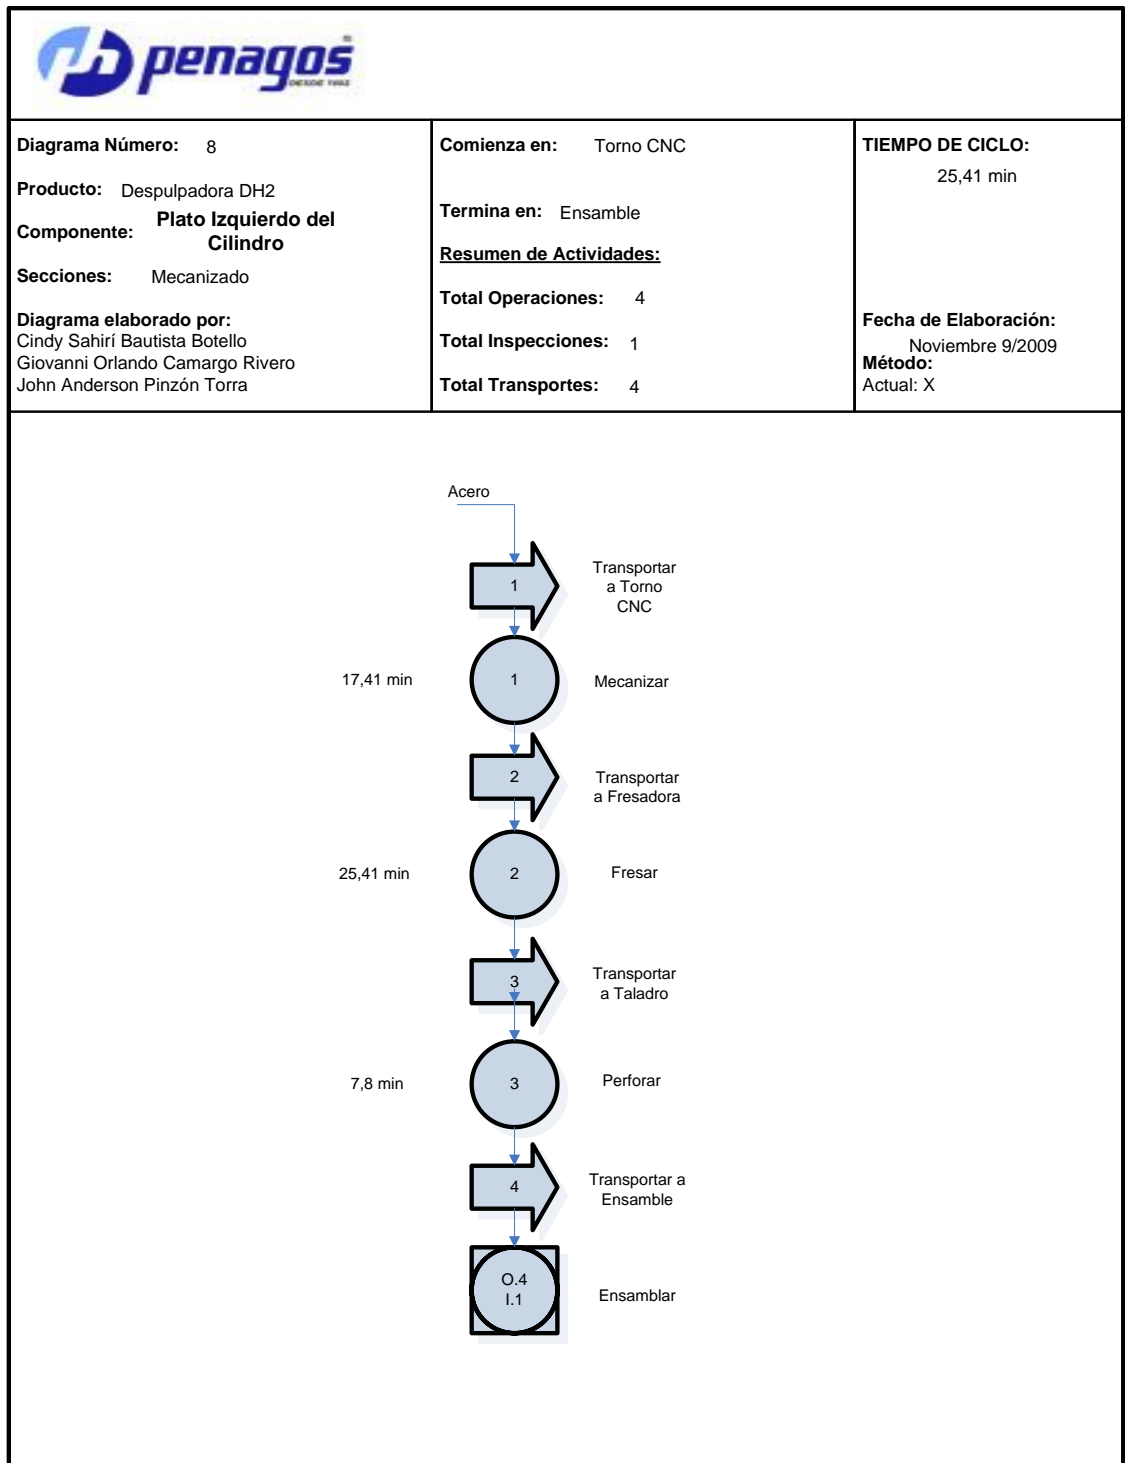 penagos
DESDE 1892
Diagrama Número: 8
Producto: Despulpadora DH2
Componente: Plato Izquierdo del
Cilindro
Secciones: Mecanizado
Diagrama elaborado por:
Cindy Sahirí Bautista Botello
Giovanni Orlando Camargo Rivero
John Anderson Pinzón Torra
Comienza en: Torno CNC
Termina en: Ensamble
Resumen de Actividades:
Total Operaciones: 4
Total Inspecciones: 1
Total Transportes: 4
TIEMPO DE CICLO:
25,41 min
Fecha de Elaboración:
Noviembre 9/2009
Método:
Actual: X
Acero
1
Transportar
a Torno
CNC
17,41 min
1
Mecanizar
2
Transportar
a Fresadora
25,41 min
2
Fresar
3
Transportar
a Taladro
7,8 min
3
Perforar
4
Transportar a
Ensamble
O.4
I.1
Ensamblar